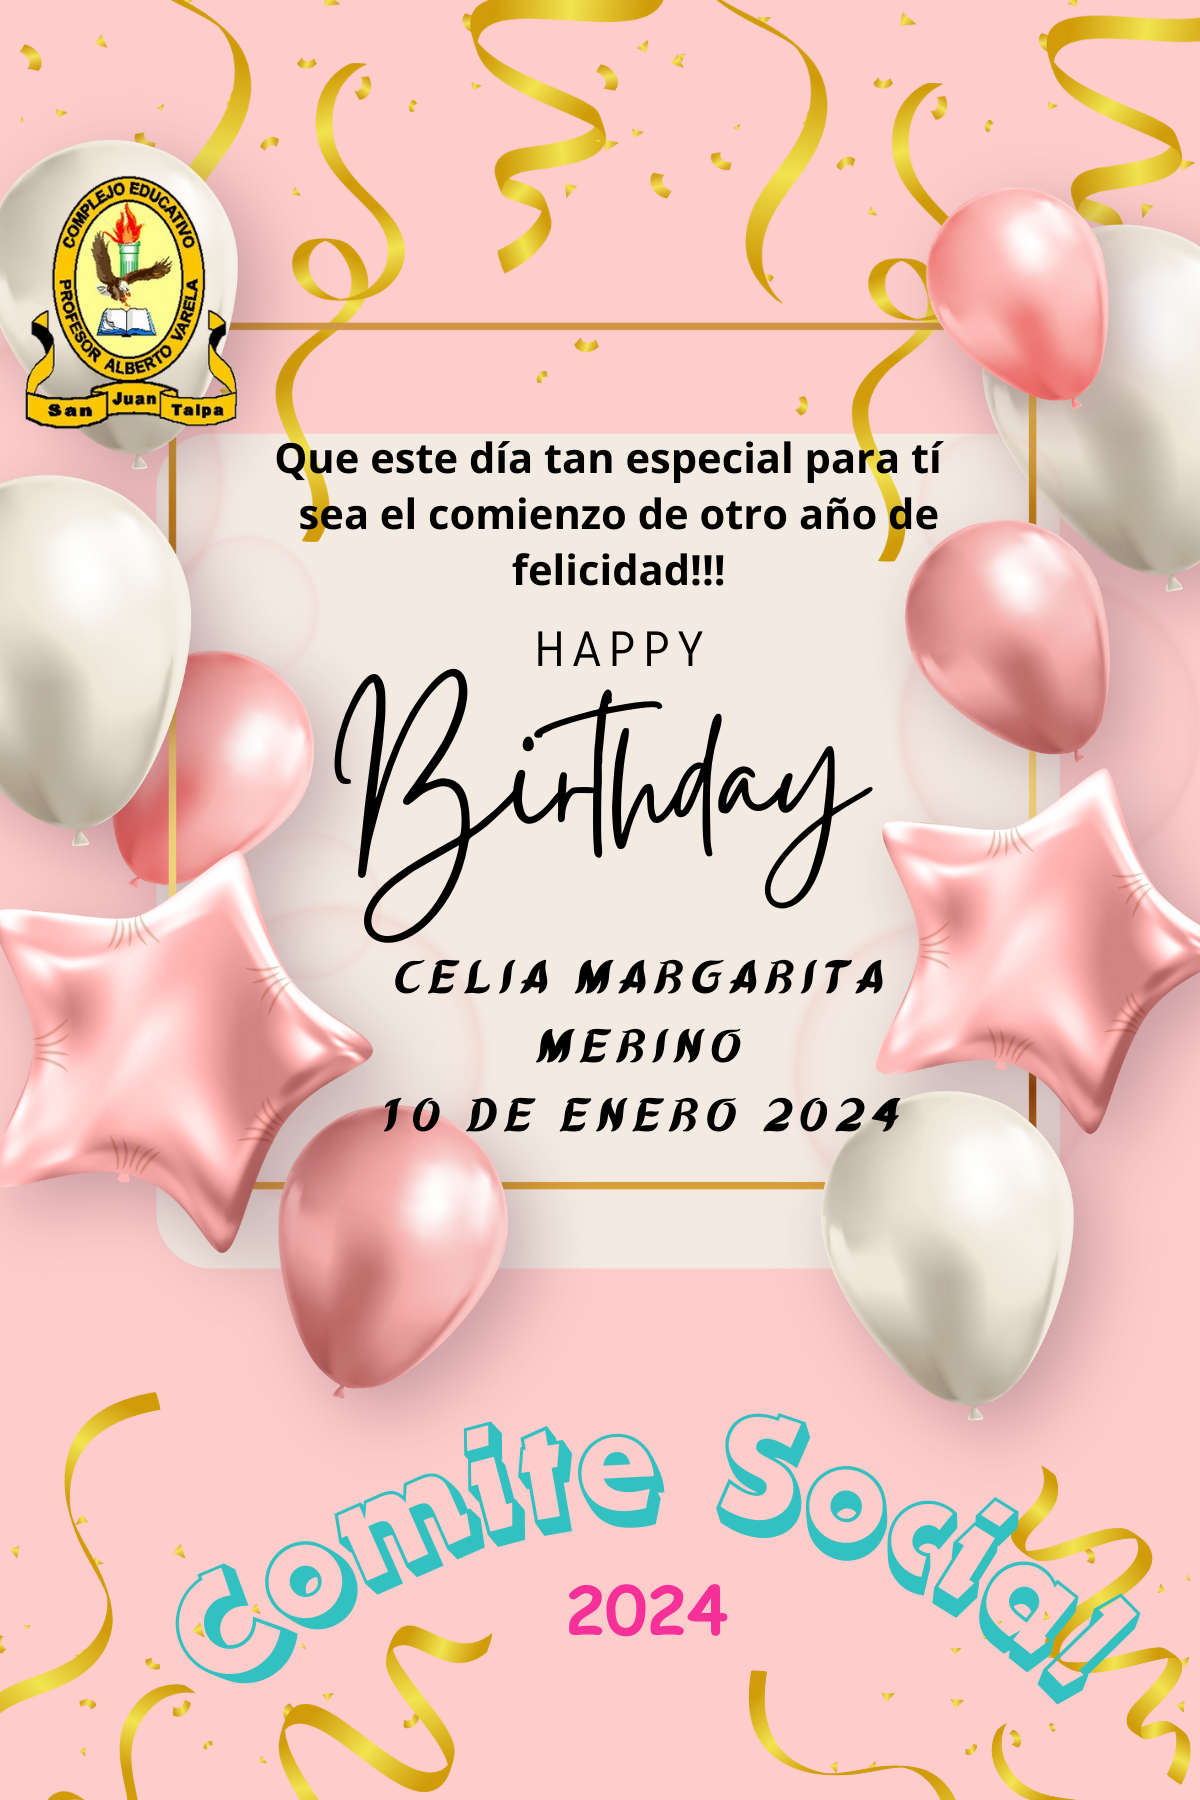 COMPLEJO EDUCATIVO
PROFESOR ALBERTO VARELA
San Juan Talpa
Que este día tan especial para tí
sea el comienzo de otro año de
felicidad!!!
HAPPY
Birthday
CELIA MARGARITA
MERINO
10 DE ENERO 2024
Comite Social
2024